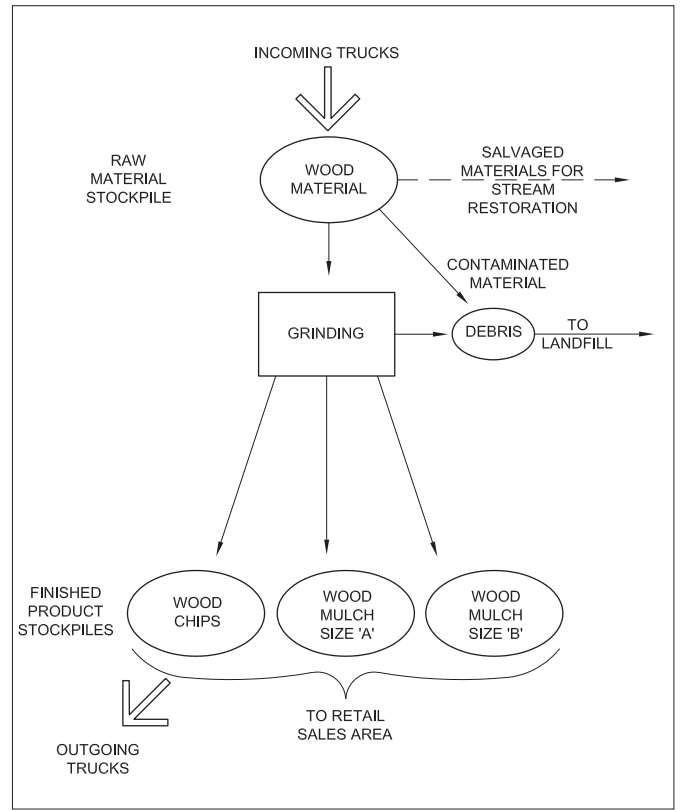 INCOMING TRUCKS
RAW
MATERIAL
STOCKPILE
WOOD
MATERIAL
SALVAGED
MATERIALS FOR
STREAM
RESTORATION
CONTAMINATED
MATERIAL
GRINDING
DEBRIS
TO
LANDFILL
FINISHED
PRODUCT
STOCKPILES
WOOD
CHIPS
WOOD
MULCH
SIZE 'A'
WOOD
MULCH
SIZE 'B'
TO RETAIL
SALES AREA
OUTGOING
TRUCKS